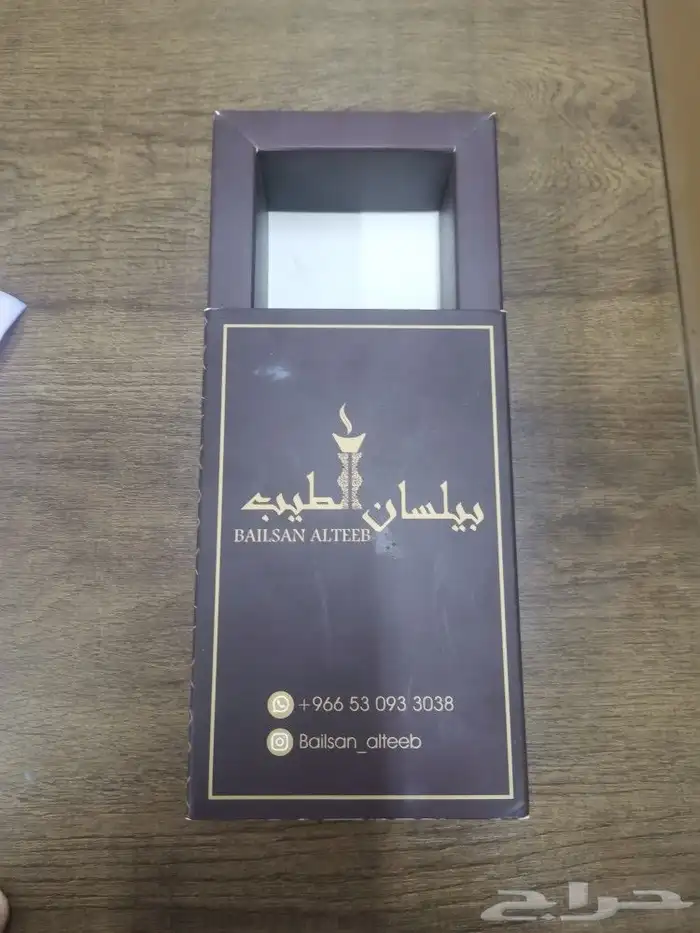 بيلسان الطيب
BAILSAN ALTEEB
+966 53 093 3038
Bailsan_alteeb
حراج